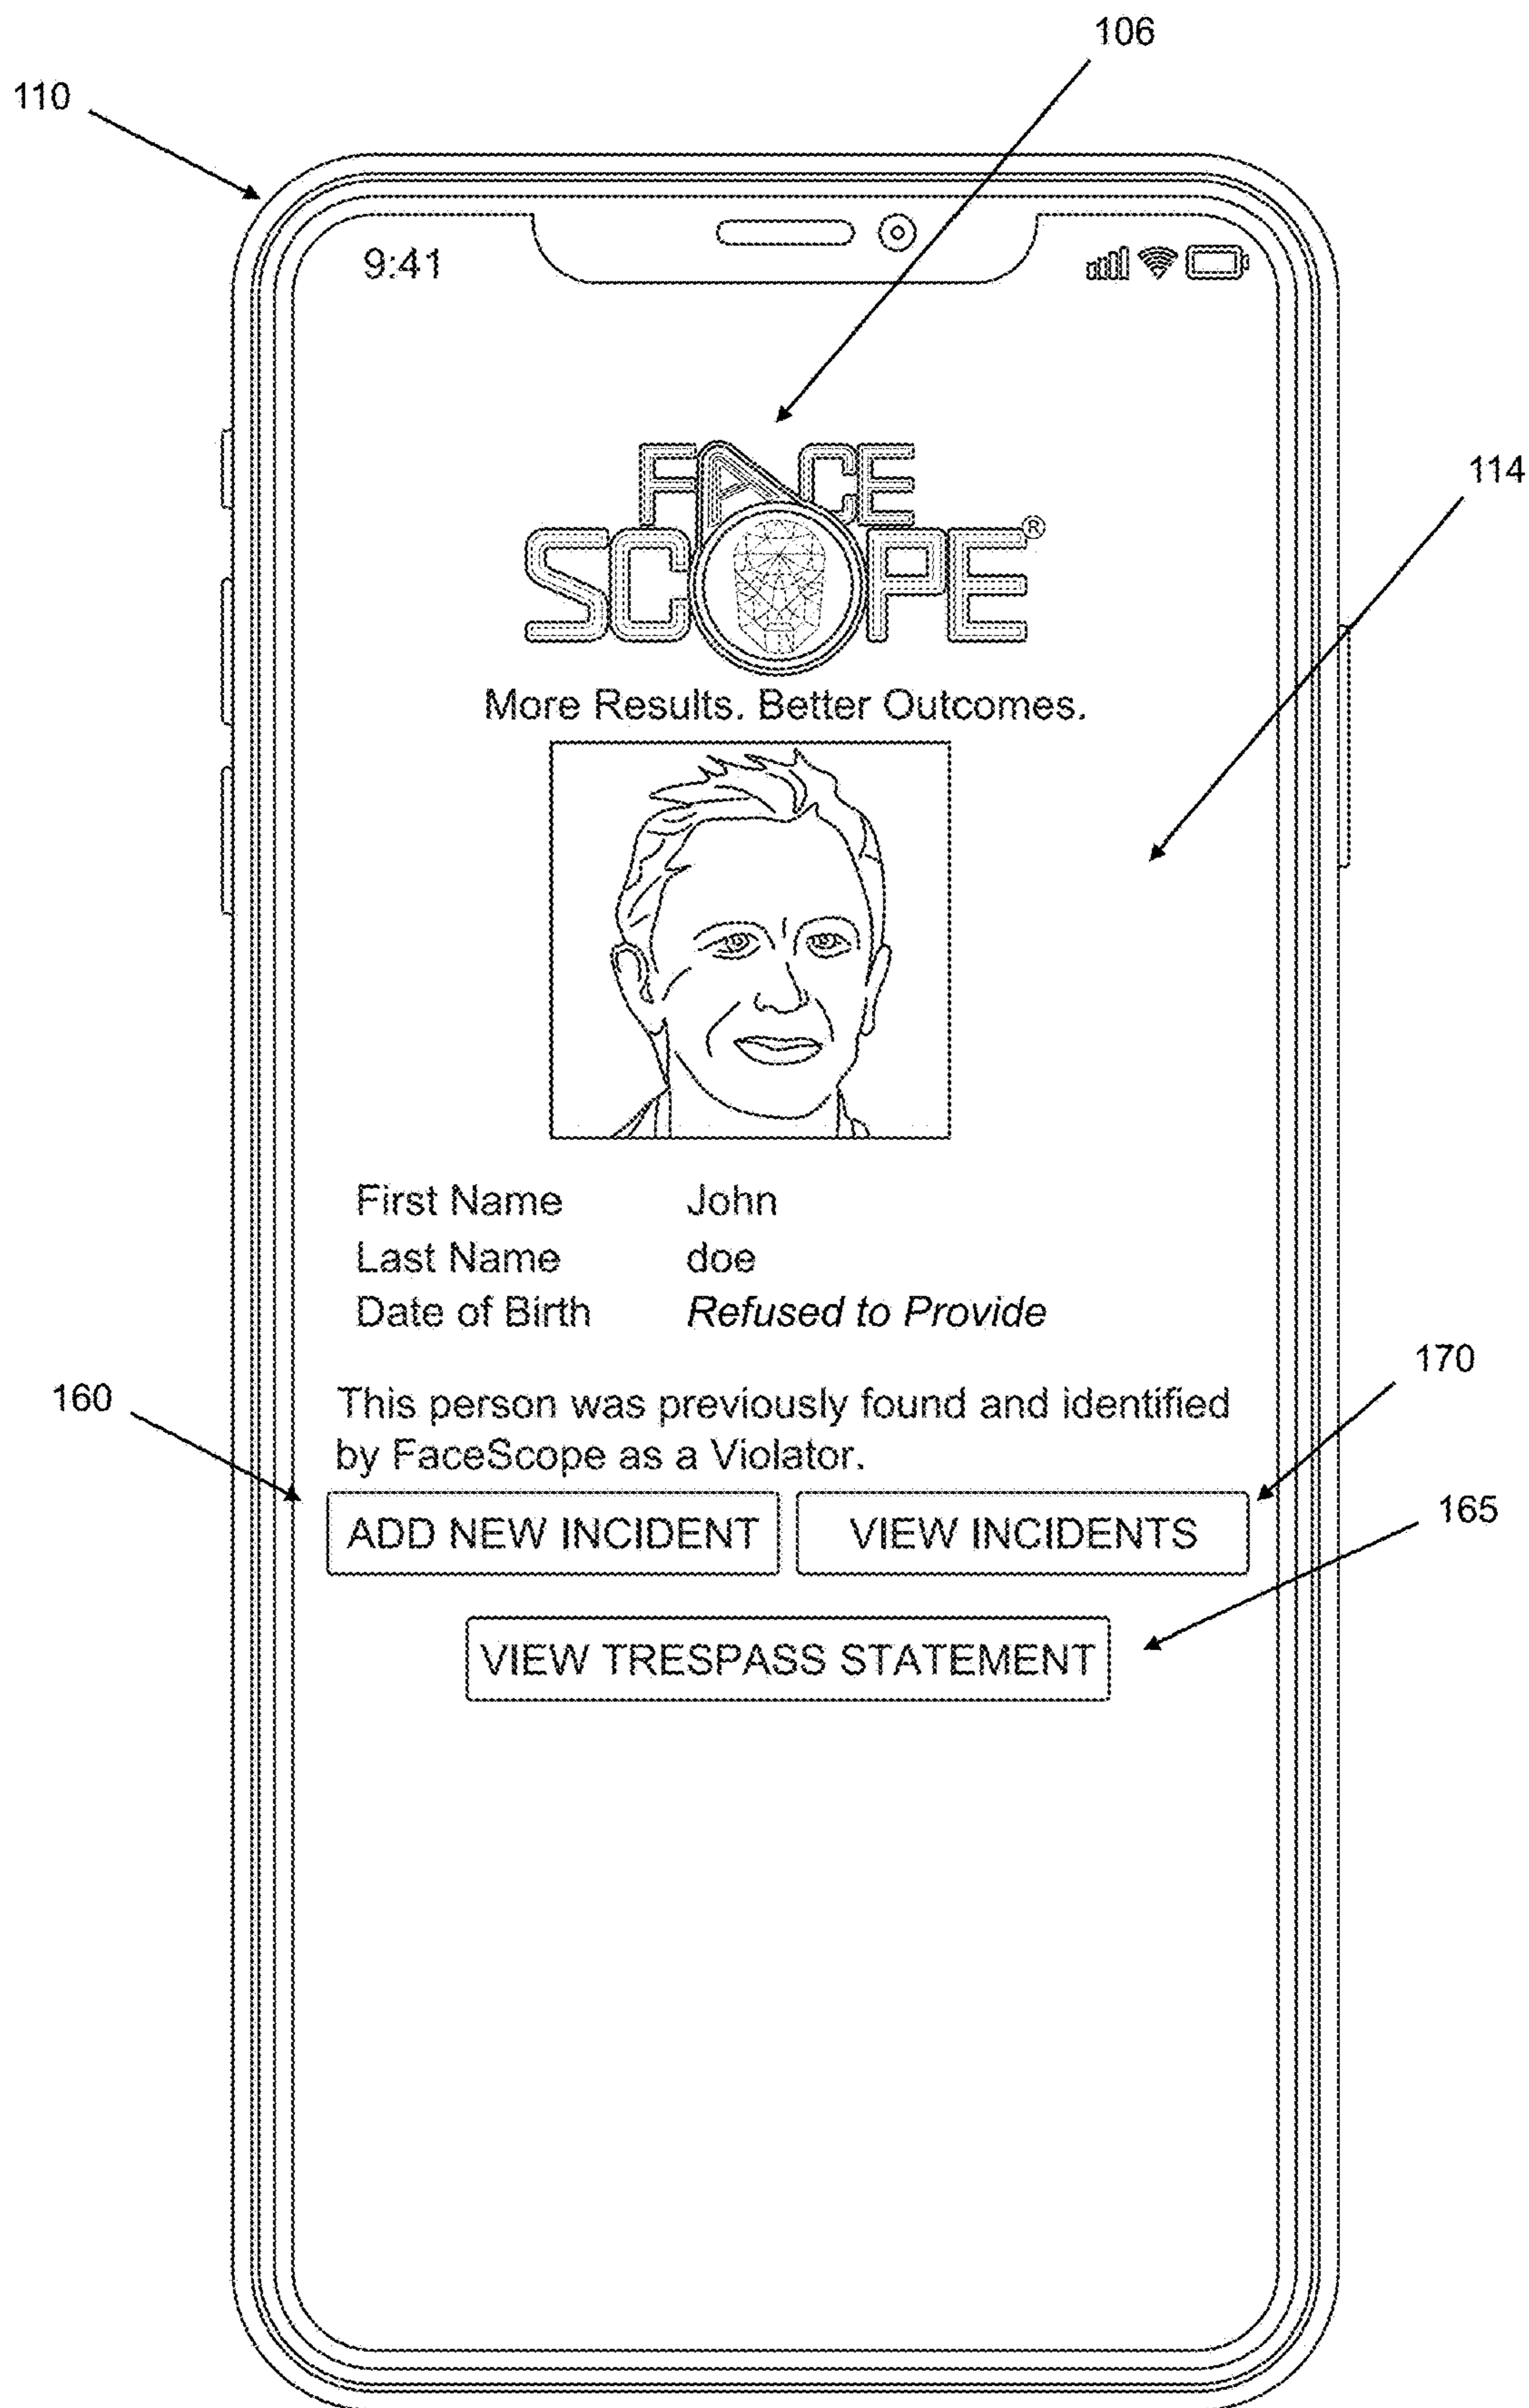 106
110
9:41
FACE
SCOPE®
114
More Results. Better Outcomes.
First Name John
Last Name doe
Date of Birth Refused to Provide
170
160
This person was previously found and identified
by FaceScope as a Violator.
165
ADD NEW INCIDENT VIEW INCIDENTS
VIEW TRESPASS STATEMENT